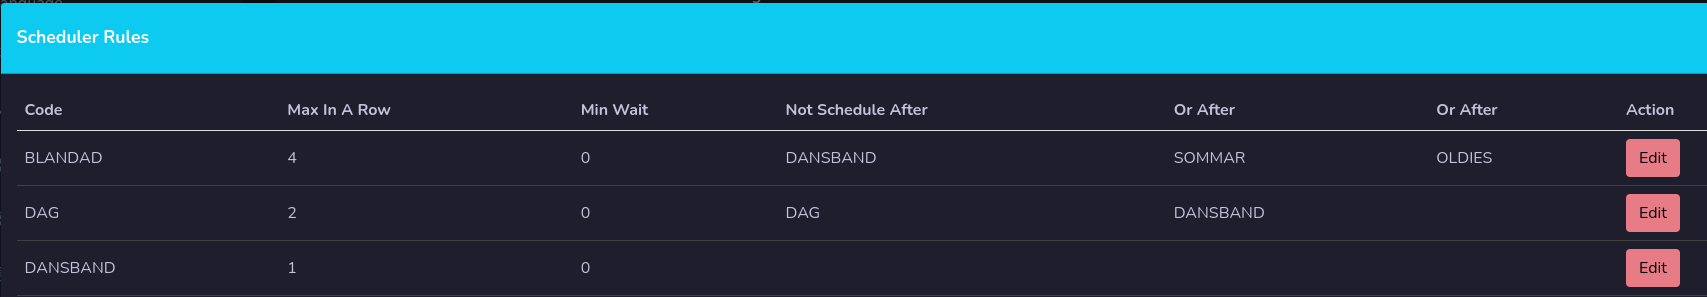 Scheduler Rules
Code Max In A Row Min Wait Not Schedule After Or After Or After Action
BLANDAD 4 0 DANSBAND SOMMAR OLDIES Edit
DAG 2 0 DAG DANSBAND Edit
DANSBAND 1 0 Edit